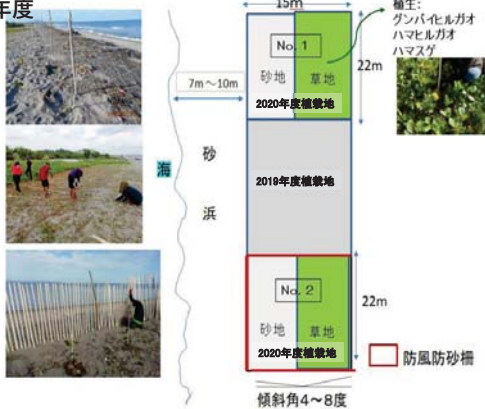 年度
15m
植生:
グンバイヒルガオ
ハマヒルガオ
ハマスゲ
No. 1
砂地
草地
22m
2020年度植栽地
7m～10m
海
砂
浜
2019年度植栽地
No. 2
砂地
草地
22m
2020年度植栽地
防風防砂柵
傾斜角4～8度